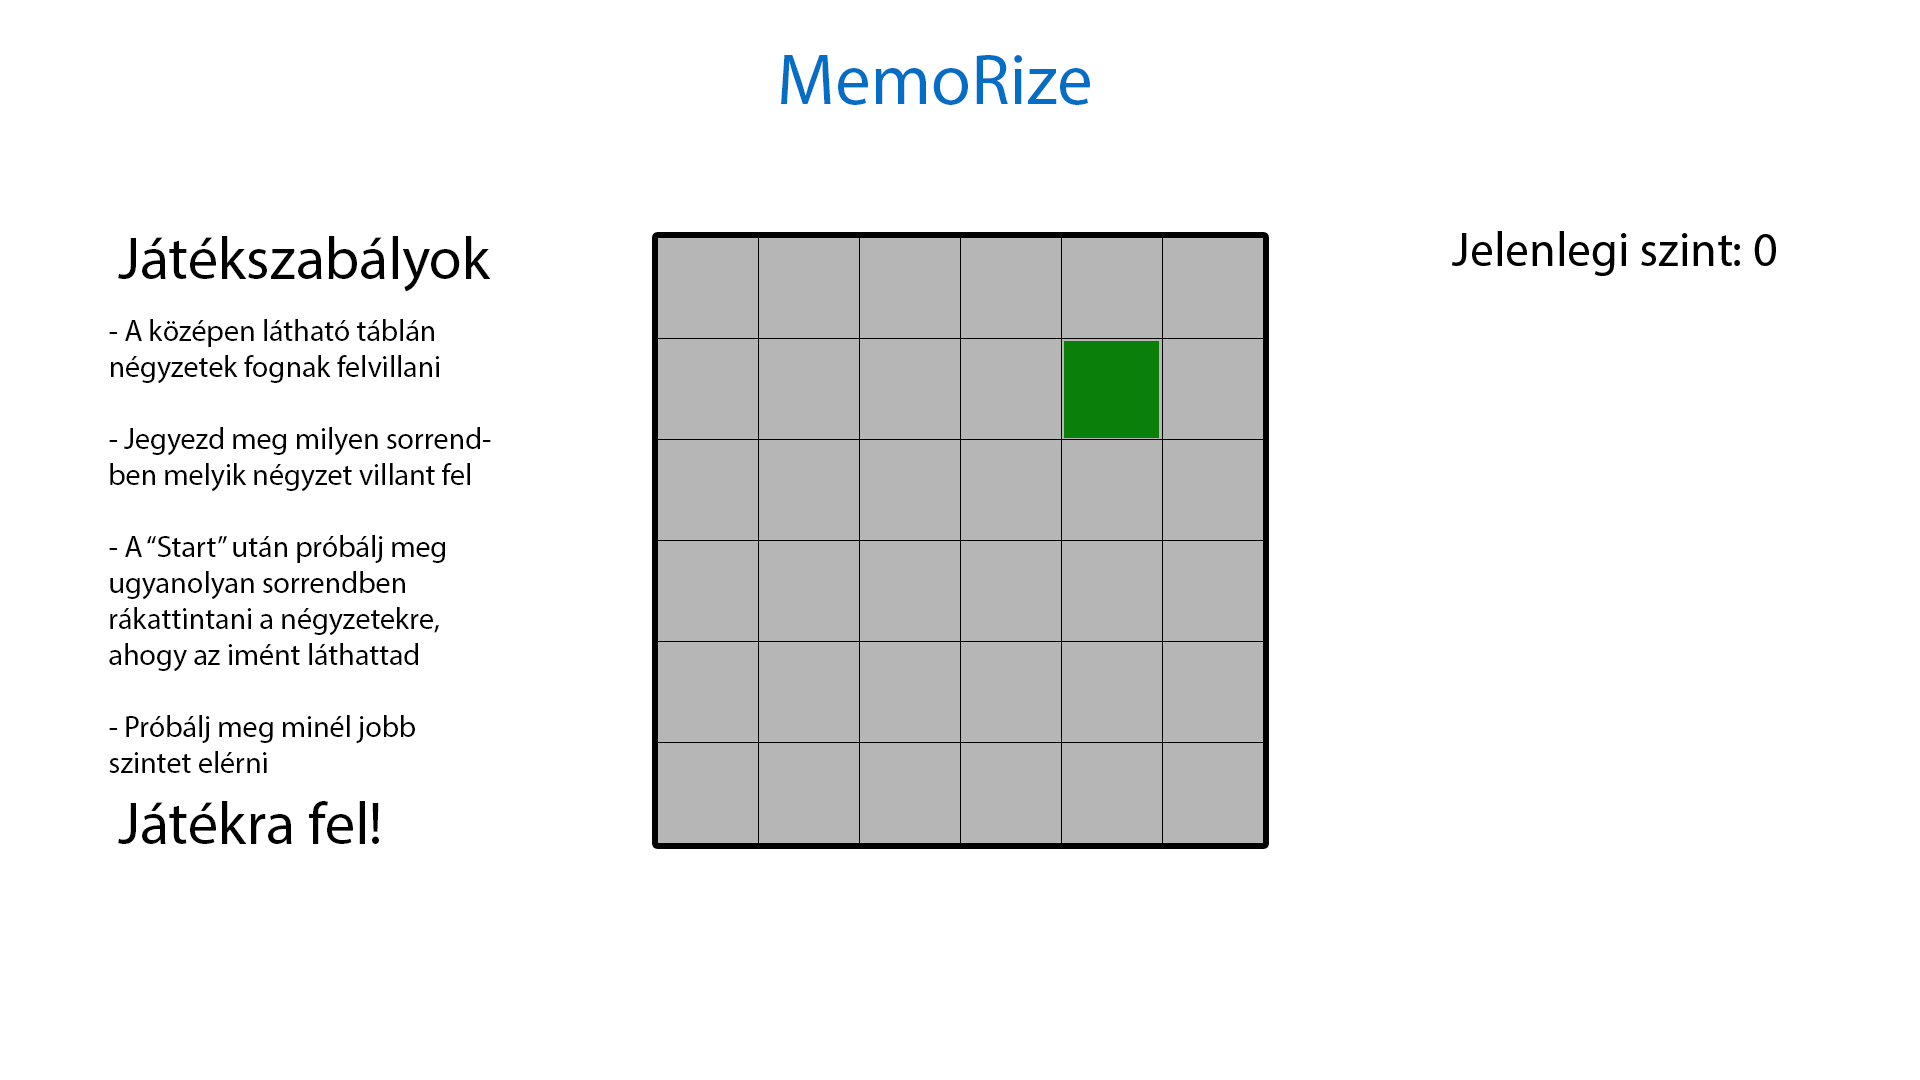 MemoRize
Játékszabályok
- A középen látható táblán
négyzetek fognak felvillani
- Jegyezd meg milyen sorrend-
ben melyik négyzet villant fel
- A “Start” után próbálj meg
ugyanolyan sorrendben
rákattintani a négyzetekre,
ahogy az imént láthattad
- Próbálj meg minél jobb
szintet elérni
Játékra fel!
Jelenlegi szint: 0